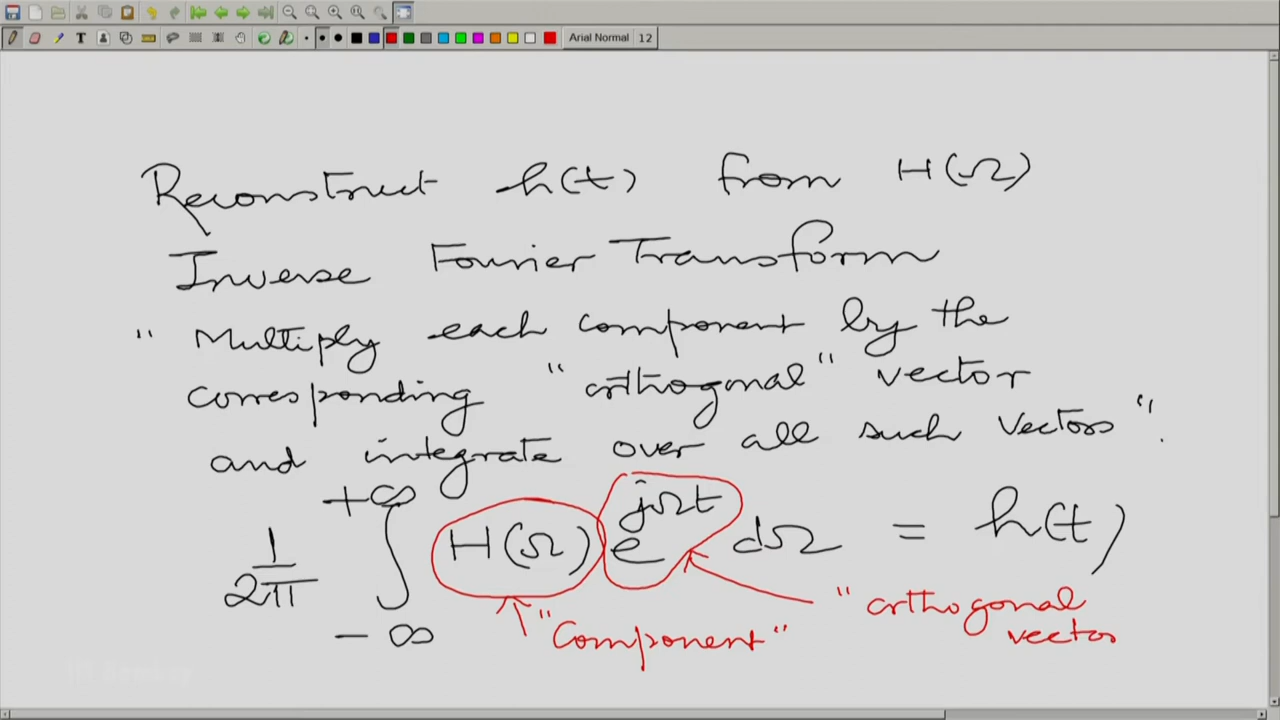 Arial Normal 12
Reconstruct h(t) from H(Ω)
Inverse Fourier Transform
" Multiply each component by the
corresponding "orthogonal" vector
and integrate over all such vectors".
1/2π ∫_{-∞}^{+∞} H(Ω) e^{jΩt} dΩ = h(t)
"Component"
"orthogonal
vector